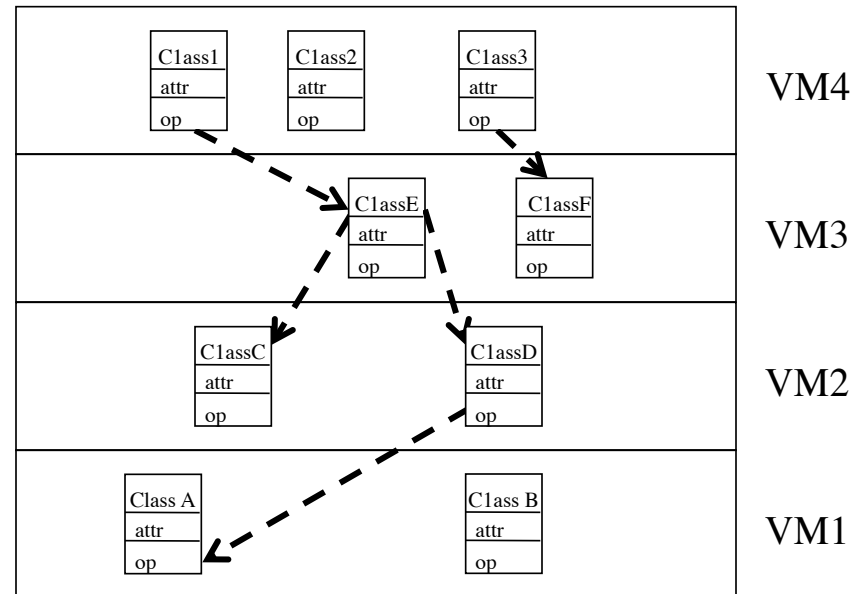 C1ass1
attr
op
C1ass2
attr
op
C1ass3
attr
op
VM4
C1assE
attr
op
C1assF
attr
op
VM3
C1assC
attr
op
C1assD
attr
op
VM2
Class A
attr
op
C1ass B
attr
op
VM1